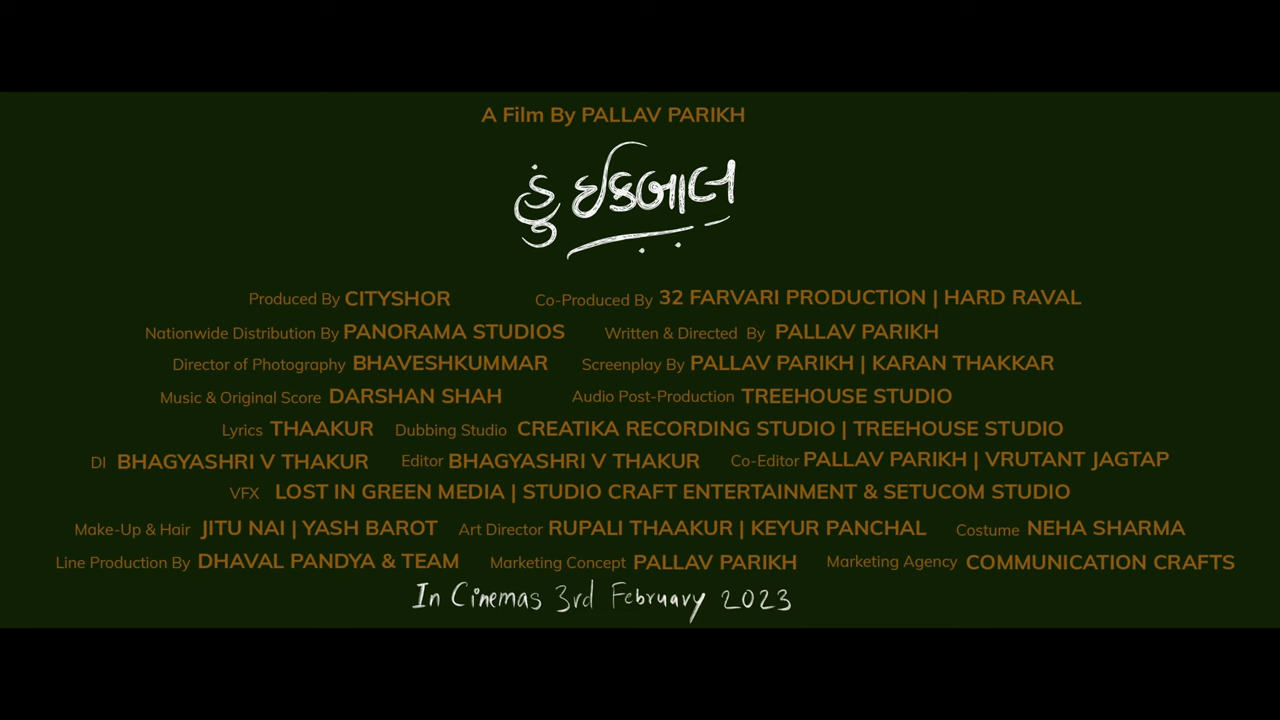 A Film By PALLAV PARIKH
હું ઇકબાલ
Produced By CITYSHOR Co-Produced By 32 FARVARI PRODUCTION | HARD RAVAL
Nationwide Distribution By PANORAMA STUDIOS Written & Directed By PALLAV PARIKH
Director of Photography BHAVESHKUMMAR Screenplay By PALLAV PARIKH | KARAN THAKKAR
Music & Original Score DARSHAN SHAH Audio Post-Production TREEHOUSE STUDIO
Lyrics THAAKUR Dubbing Studio CREATIKA RECORDING STUDIO | TREEHOUSE STUDIO
DI BHAGYASHRI V THAKUR Editor BHAGYASHRI V THAKUR Co-Editor PALLAV PARIKH | VRUTANT JAGTAP
VFX LOST IN GREEN MEDIA | STUDIO CRAFT ENTERTAINMENT & SETUCOM STUDIO
Make-Up & Hair JITU NAI | YASH BAROT Art Director RUPALI THAAKUR | KEYUR PANCHAL Costume NEHA SHARMA
Line Production By DHAVAL PANDYA & TEAM Marketing Concept PALLAV PARIKH Marketing Agency COMMUNICATION CRAFTS
In Cinemas 3rd February 2023